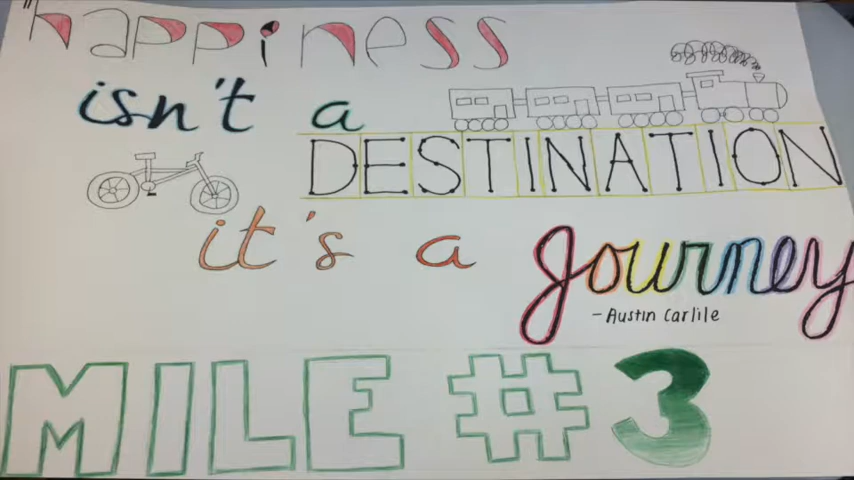 "happiness
isn't a
DESTINATION
it's a journey
-Austin Carlile
MILE #3